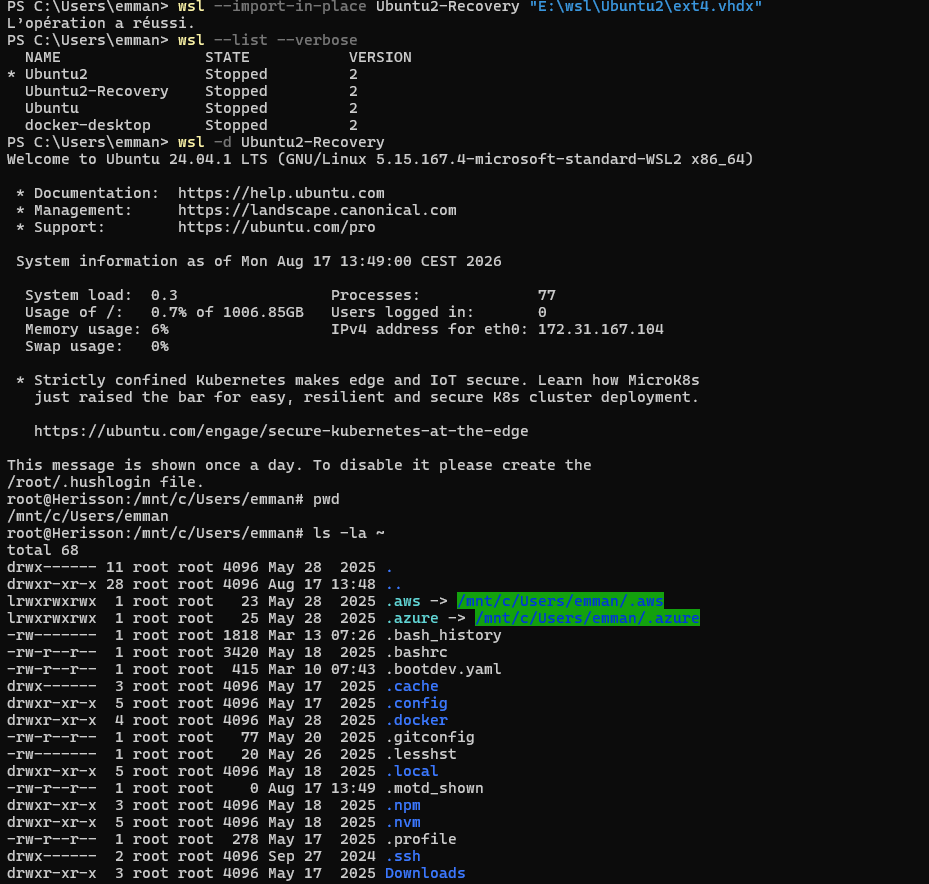 PS C:\Users\emman> wsl --import-in-place Ubuntu2-Recovery "E:\wsl\Ubuntu2\ext4.vhdx"
L'opération a réussi.
PS C:\Users\emman> wsl --list --verbose
  NAME                STATE           VERSION
* Ubuntu2             Stopped         2
  Ubuntu2-Recovery    Stopped         2
  Ubuntu              Stopped         2
  docker-desktop      Stopped         2
PS C:\Users\emman> wsl -d Ubuntu2-Recovery
Welcome to Ubuntu 24.04.1 LTS (GNU/Linux 5.15.167.4-microsoft-standard-WSL2 x86_64)

 * Documentation:  https://help.ubuntu.com
 * Management:     https://landscape.canonical.com
 * Support:        https://ubuntu.com/pro

 System information as of Mon Aug 17 13:49:00 CEST 2026

  System load:  0.3                 Processes:             77
  Usage of /:   0.7% of 1006.85GB   Users logged in:       0
  Memory usage: 6%                  IPv4 address for eth0: 172.31.167.104
  Swap usage:   0%

 * Strictly confined Kubernetes makes edge and IoT secure. Learn how MicroK8s
   just raised the bar for easy, resilient and secure K8s cluster deployment.

   https://ubuntu.com/engage/secure-kubernetes-at-the-edge

This message is shown once a day. To disable it please create the
/root/.hushlogin file.
root@Herisson:/mnt/c/Users/emman# pwd
/mnt/c/Users/emman
root@Herisson:/mnt/c/Users/emman# ls -la ~
total 68
drwx------ 11 root root 4096 May 28  2025 .
drwxr-xr-x 28 root root 4096 Aug 17 13:48 ..
lrwxrwxrwx  1 root root   23 May 28  2025 .aws -> /mnt/c/Users/emman/.aws
lrwxrwxrwx  1 root root   25 May 28  2025 .azure -> /mnt/c/Users/emman/.azure
-rw-------  1 root root 1818 Mar 13 07:26 .bash_history
-rw-r--r--  1 root root 3420 May 18  2025 .bashrc
-rw-r--r--  1 root root  415 Mar 10 07:43 .bootdev.yaml
drwx------  3 root root 4096 May 17  2025 .cache
drwxr-xr-x  5 root root 4096 May 17  2025 .config
drwxr-xr-x  4 root root 4096 May 28  2025 .docker
-rw-r--r--  1 root root   77 May 20  2025 .gitconfig
-rw-------  1 root root   20 May 26  2025 .lesshst
drwxr-xr-x  5 root root 4096 May 18  2025 .local
-rw-r--r--  1 root root    0 Aug 17 13:49 .motd_shown
drwxr-xr-x  3 root root 4096 May 18  2025 .npm
drwxr-xr-x  5 root root 4096 May 18  2025 .nvm
-rw-r--r--  1 root root  278 May 17  2025 .profile
drwx------  2 root root 4096 Sep 27  2024 .ssh
drwxr-xr-x  3 root root 4096 May 17  2025 Downloads